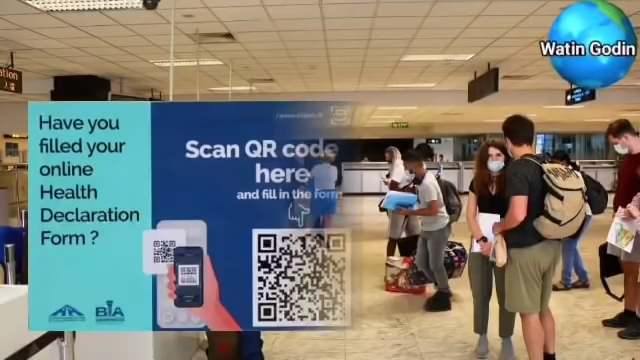 Watin Godin
Have you
filled your
online
Health
Declaration
Form ?
Scan QR code
here
and fill in the form
BIA